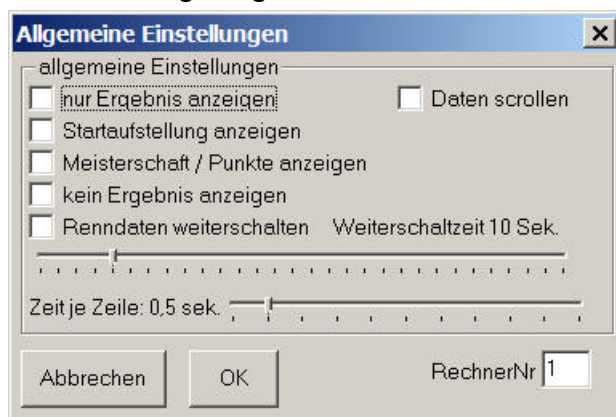 Allgemeine Einstellungen
allgemeine Einstellungen
nur Ergebnis anzeigen Daten scrollen
Startaufstellung anzeigen
Meisterschaft / Punkte anzeigen
kein Ergebnis anzeigen
Renndaten weiterschalten Weiterschaltzeit 10 Sek.
Zeit je Zeile: 0,5 sek.
Abbrechen OK RechnerNr 1